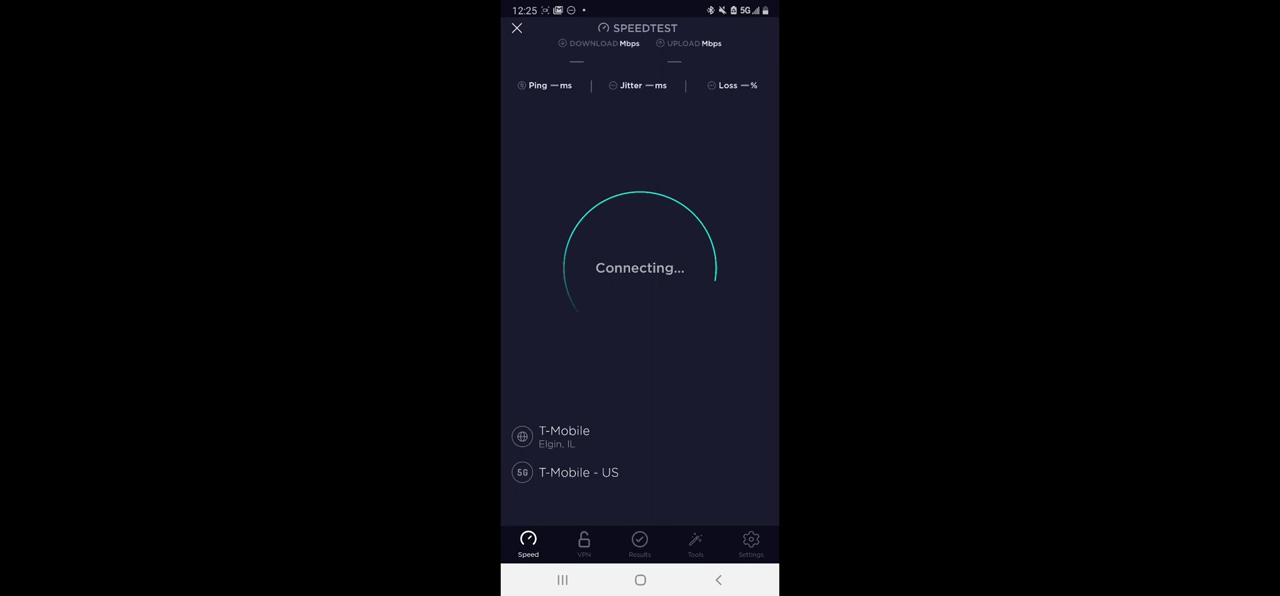 12:25 5G
SPEEDTEST
DOWNLOAD Mbps UPLOAD Mbps
— —
Ping — ms | Jitter — ms | Loss — %
Connecting...
T-Mobile
Elgin, IL
5G T-Mobile - US
Speed VPN Results Tools Settings